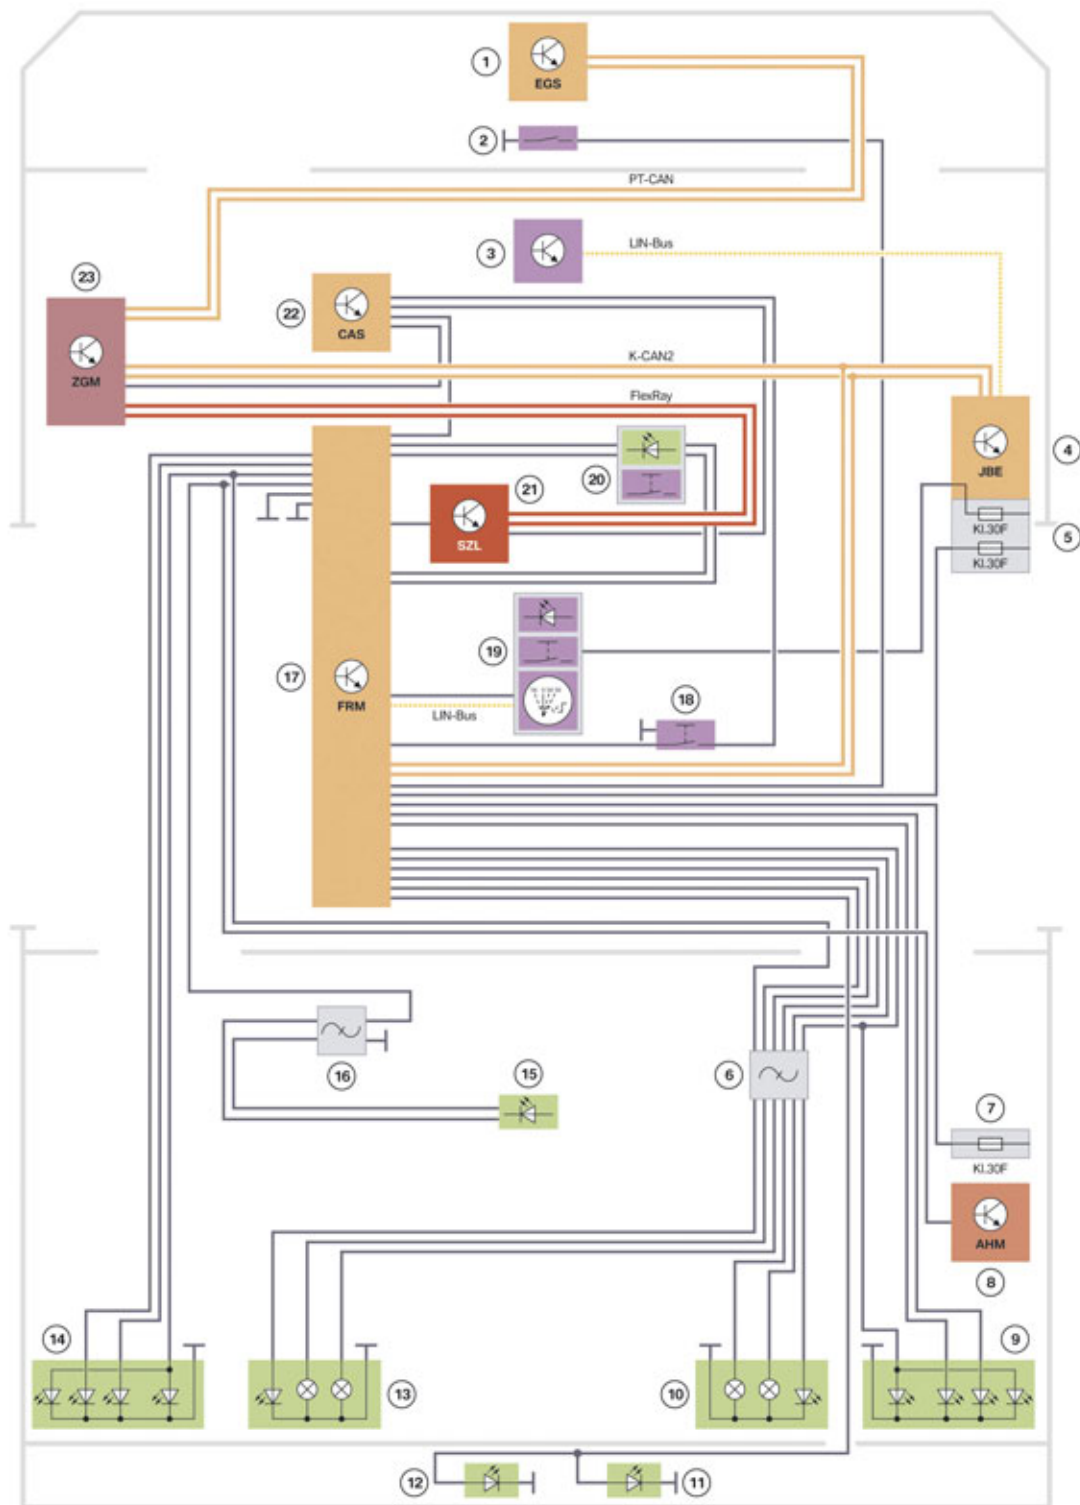 1
EGS
2
PT-CAN
3
LIN-Bus
23
22
CAS
ZGM
K-CAN2
FlexRay
4
JBE
20
21
SZL
Kl.30F
5
Kl.30F
19
17
FRM
LIN-Bus
18
16
15
6
7
Kl.30F
AHM
8
14
13
10
9
12
11